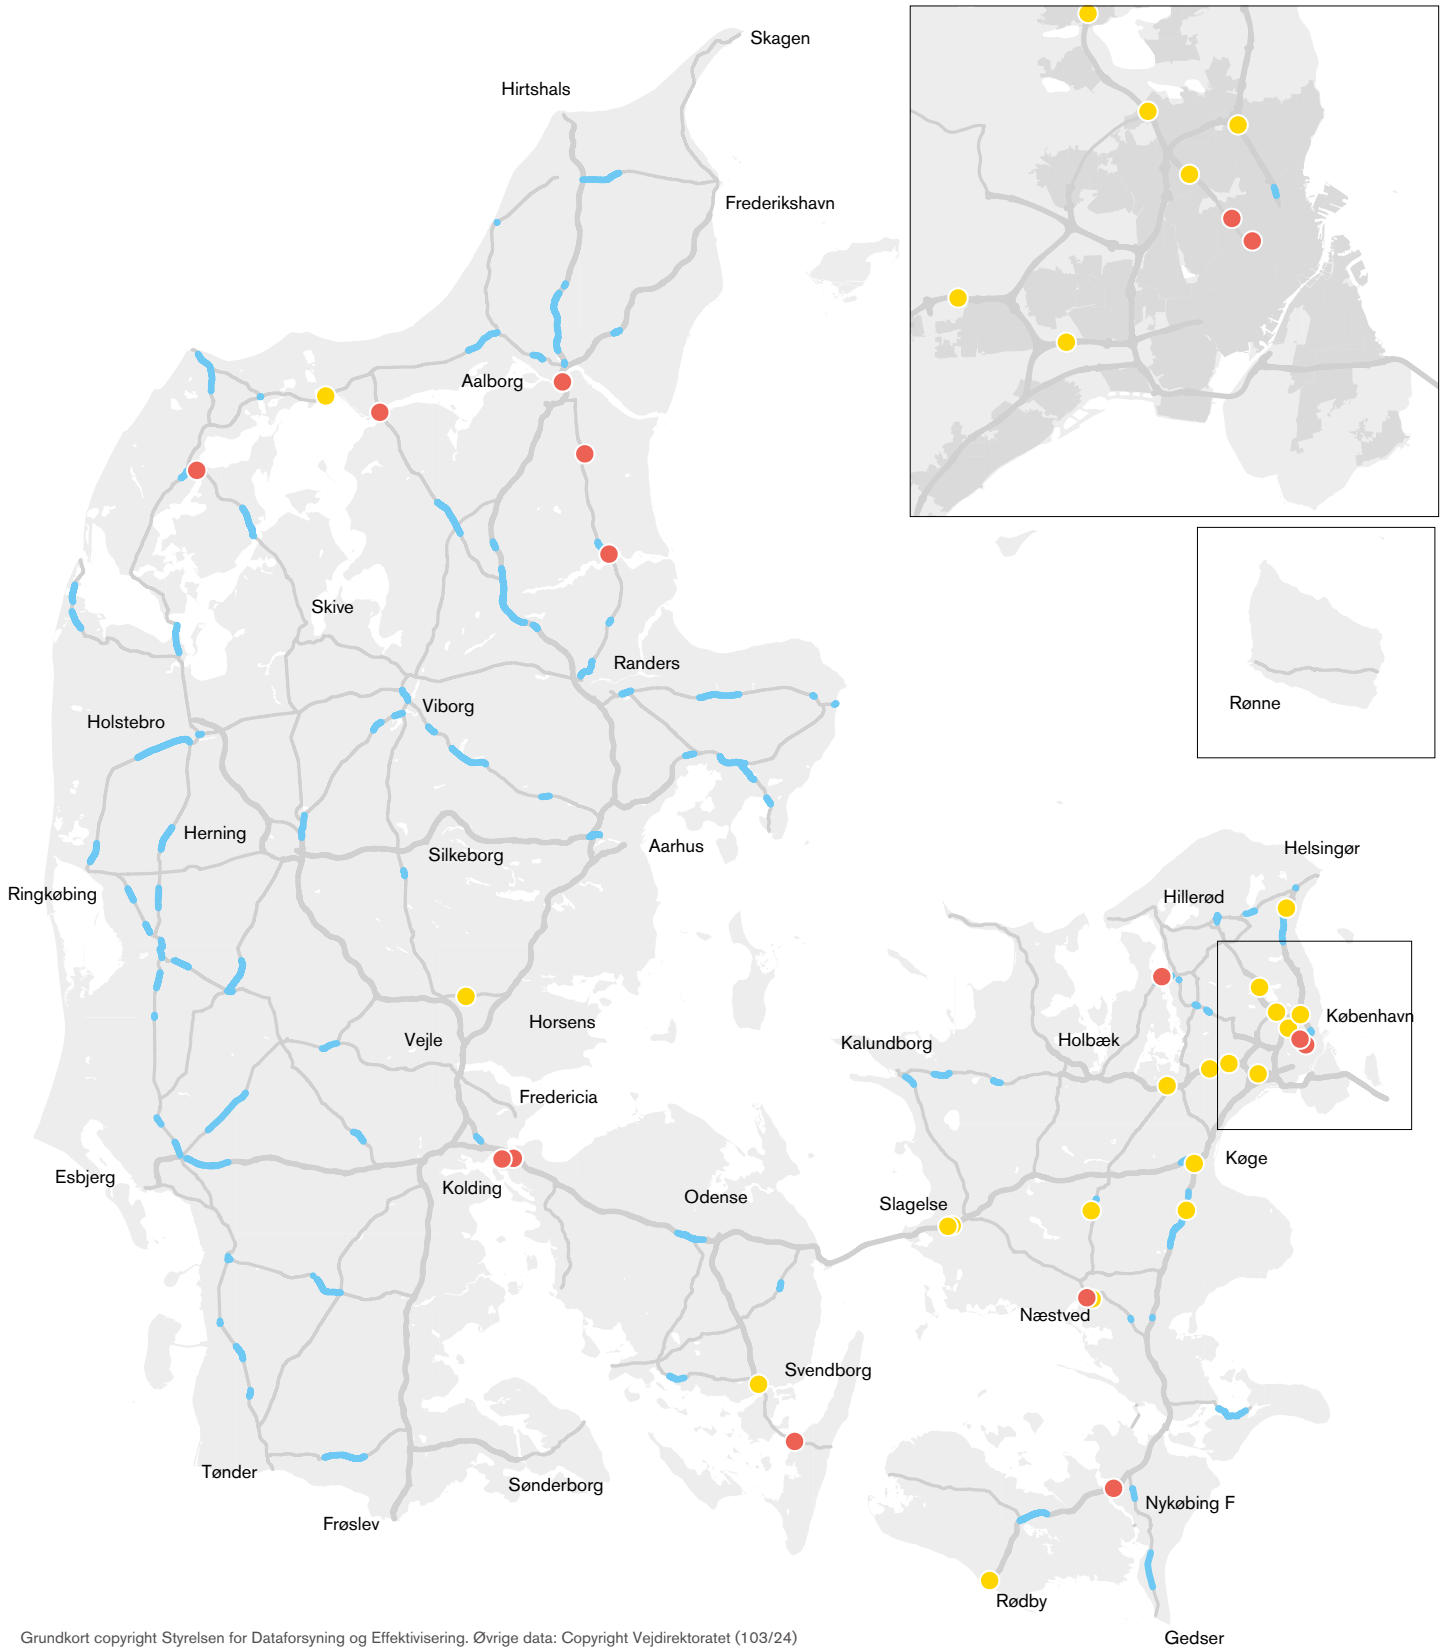 Skagen
Hirtshals
Frederikshavn
Aalborg
Skive
Randers
Rønne
Viborg
Holstebro
Herning
Aarhus
Silkeborg
Helsingør
Ringkøbing
Hillerød
København
Horsens
Vejle
Kalundborg
Holbæk
Fredericia
Køge
Esbjerg
Kolding
Odense
Slagelse
Næstved
Svendborg
Tønder
Sønderborg
Nykøbing F
Frøslev
Rødby
Grundkort copyright Styrelsen for Dataforsyning og Effektivisering. Øvrige data: Copyright Vejdirektoratet (103/24)
Gedser